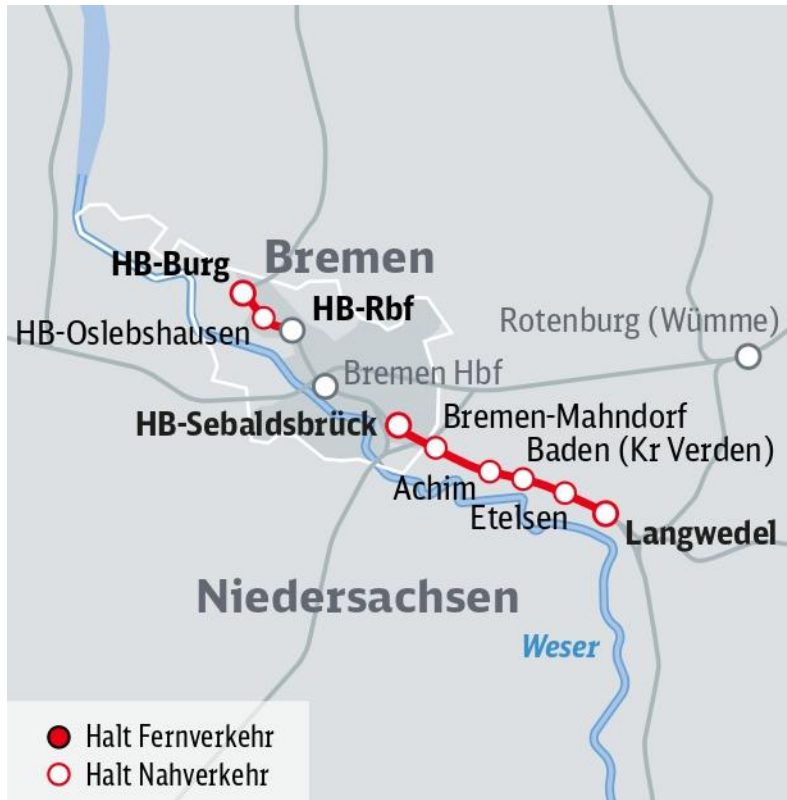 Bremen
HB-Burg
HB-Rbf
HB-Oslebshausen
Rotenburg (Wümme)
Bremen Hbf
HB-Sebaldsbrück
Bremen-Mahndorf
Baden (Kr Verden)
Achim
Etelsen
Langwedel
Niedersachsen
Weser
Halt Fernverkehr
Halt Nahverkehr